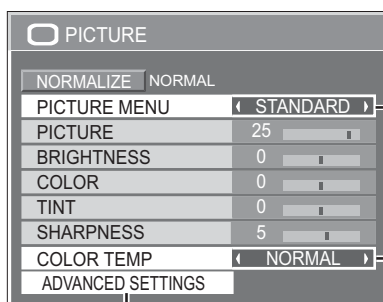 PICTURE
NORMALIZE NORMAL
PICTURE MENU STANDARD
PICTURE 25
BRIGHTNESS 0
COLOR 0
TINT 0
SHARPNESS 5
COLOR TEMP NORMAL
ADVANCED SETTINGS